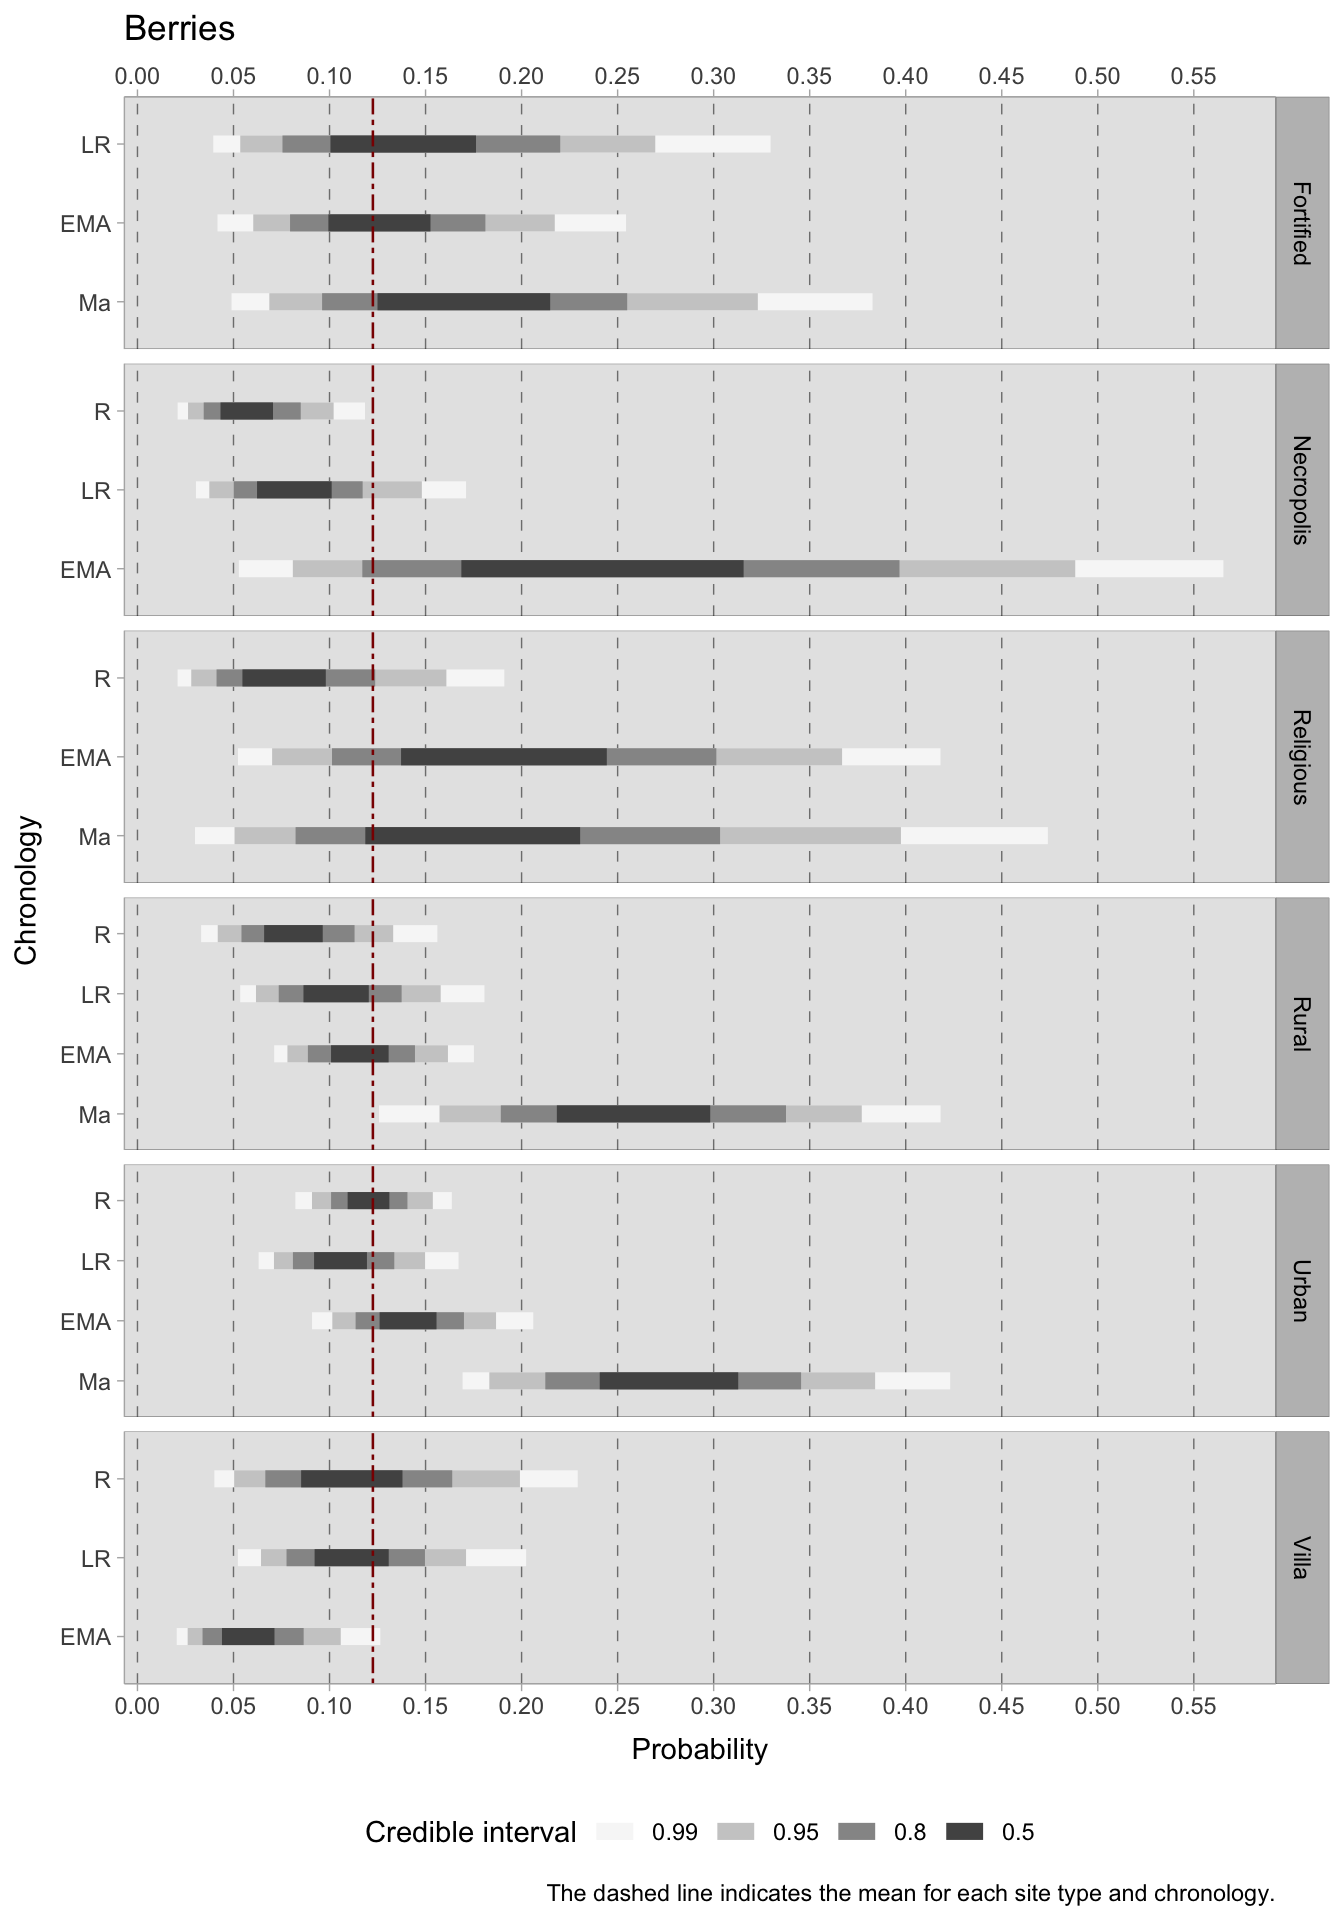 Berries
0.00 0.05 0.10 0.15 0.20 0.25 0.30 0.35 0.40 0.45 0.50 0.55
LR
EMA
Ma
Fortified
R
LR
EMA
Necropolis
R
EMA
Ma
Religious
Chronology
R
LR
EMA
Ma
Rural
R
LR
EMA
Ma
Urban
R
LR
EMA
Villa
0.00 0.05 0.10 0.15 0.20 0.25 0.30 0.35 0.40 0.45 0.50 0.55
Probability
Credible interval 0.99 0.95 0.8 0.5
The dashed line indicates the mean for each site type and chronology.